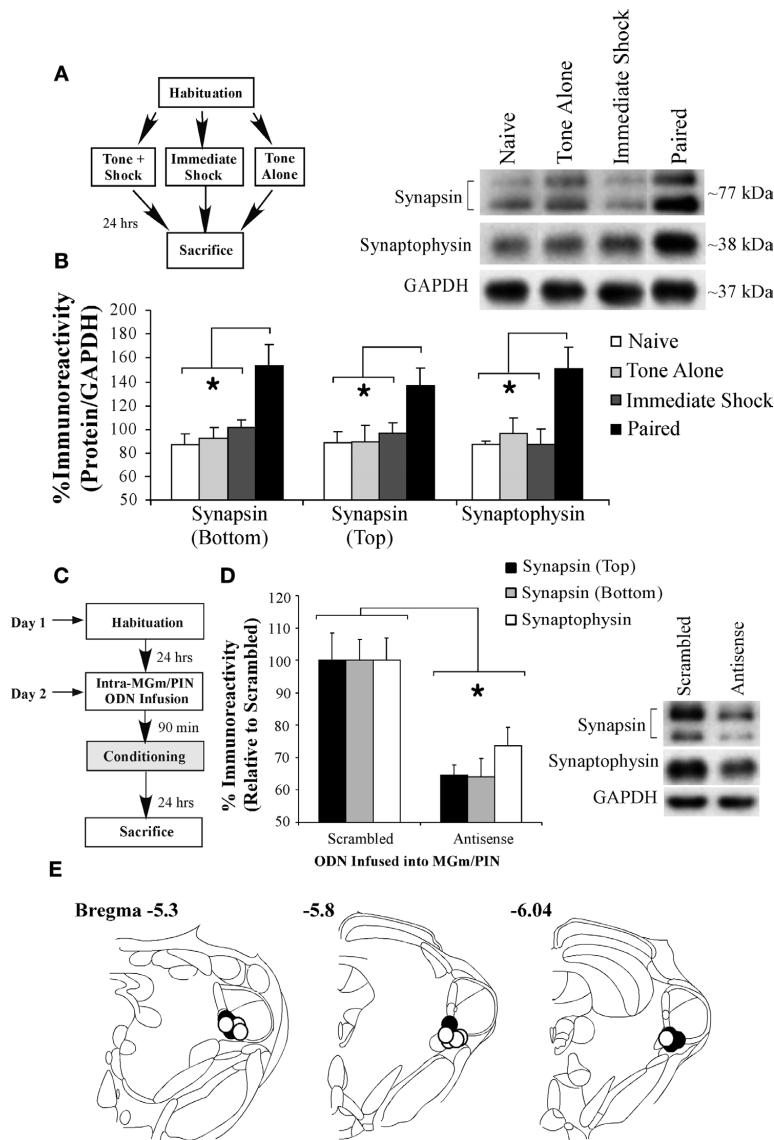 A
Habituation
Tone +
Shock
Immediate
Shock
Tone
Alone
24 hrs
Sacrifice
Naive
Tone Alone
Immediate Shock
Paired
Synapsin
~77 kDa
Synaptophysin
~38 kDa
GAPDH
~37 kDa
B
%Immunoreactivity
(Protein/GAPDH)
200
180
160
140
120
100
80
60
50
*
*
*
Synapsin
(Bottom)
Synapsin
(Top)
Synaptophysin
Naive
Tone Alone
Immediate Shock
Paired
C
Day 1
Habituation
24 hrs
Day 2
Intra-MGm/PIN
ODN Infusion
90 min
Conditioning
24 hrs
Sacrifice
D
Synapsin (Top)
Synapsin (Bottom)
Synaptophysin
% Immunoreactivity
(Relative to Scrambled)
120
110
100
90
80
70
60
50
*
Scrambled
Antisense
ODN Infused into MGm/PIN
Scrambled
Antisense
Synapsin
Synaptophysin
GAPDH
E
Bregma -5.3
-5.8
-6.04